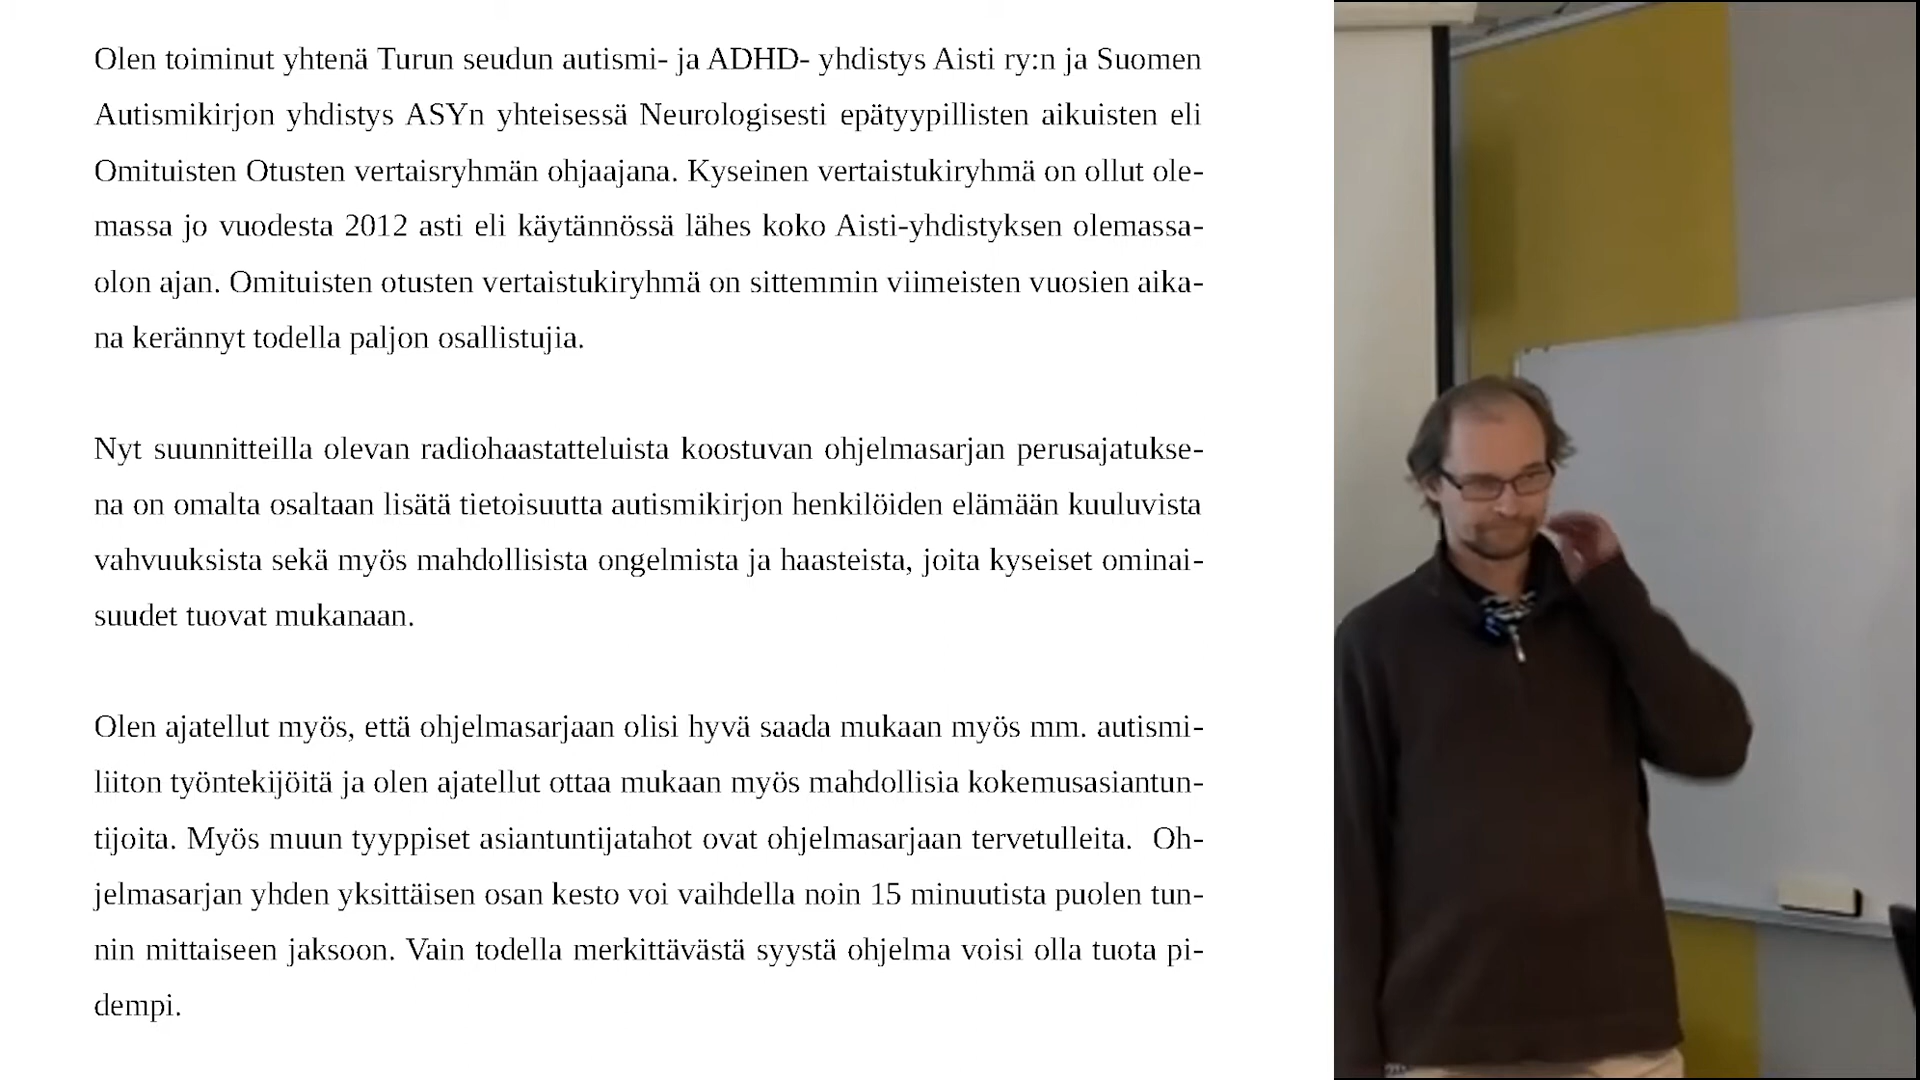 Olen toiminut yhtenä Turun seudun autismi- ja ADHD- yhdistys Aisti ry:n ja Suomen
Autismikirjon yhdistys ASYn yhteisessä Neurologisesti epätyypillisten aikuisten eli
Omituisten Otusten vertaisryhmän ohjaajana. Kyseinen vertaistukiryhmä on ollut ole-
massa jo vuodesta 2012 asti eli käytännössä lähes koko Aisti-yhdistyksen olemassa-
olon ajan. Omituisten otusten vertaistukiryhmä on sittemmin viimeisten vuosien aika-
na kerännyt todella paljon osallistujia.
Nyt suunnitteilla olevan radiohaastatteluista koostuvan ohjelmasarjan perusajatukse-
na on omalta osaltaan lisätä tietoisuutta autismikirjon henkilöiden elämään kuuluvista
vahvuuksista sekä myös mahdollisista ongelmista ja haasteista, joita kyseiset ominai-
suudet tuovat mukanaan.
Olen ajatellut myös, että ohjelmasarjaan olisi hyvä saada mukaan myös mm. autismi-
liiton työntekijöitä ja olen ajatellut ottaa mukaan myös mahdollisia kokemusasiantun-
tijoita. Myös muun tyyppiset asiantuntijatahot ovat ohjelmasarjaan tervetulleita.  Oh-
jelmasarjan yhden yksittäisen osan kesto voi vaihdella noin 15 minuutista puolen tun-
nin mittaiseen jaksoon. Vain todella merkittävästä syystä ohjelma voisi olla tuota pi-
dempi.